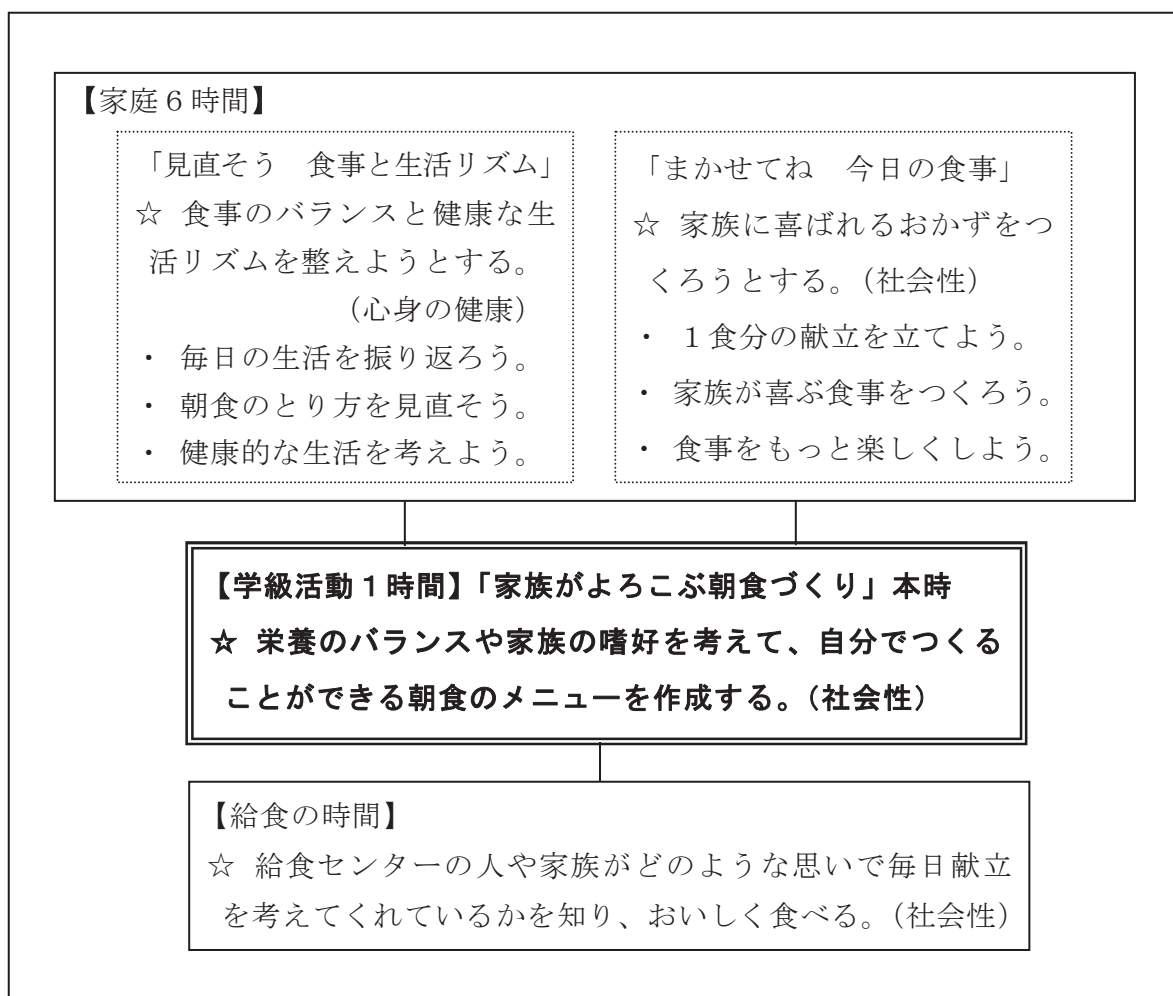 【家庭６時間】
「見直そう　食事と生活リズム」
☆ 食事のバランスと健康な生
活リズムを整えようとする。
（心身の健康）
・ 毎日の生活を振り返ろう。
・ 朝食のとり方を見直そう。
・ 健康的な生活を考えよう。
「まかせてね　今日の食事」
☆ 家族に喜ばれるおかずをつ
くろうとする。（社会性）
・ １食分の献立を立てよう。
・ 家族が喜ぶ食事をつくろう。
・ 食事をもっと楽しくしよう。
【学級活動１時間】「家族がよろこぶ朝食づくり」本時
☆ 栄養のバランスや家族の嗜好を考えて、自分でつくる
ことができる朝食のメニューを作成する。（社会性）
【給食の時間】
☆ 給食センターの人や家族がどのような思いで毎日献立
を考えてくれているかを知り、おいしく食べる。（社会性）